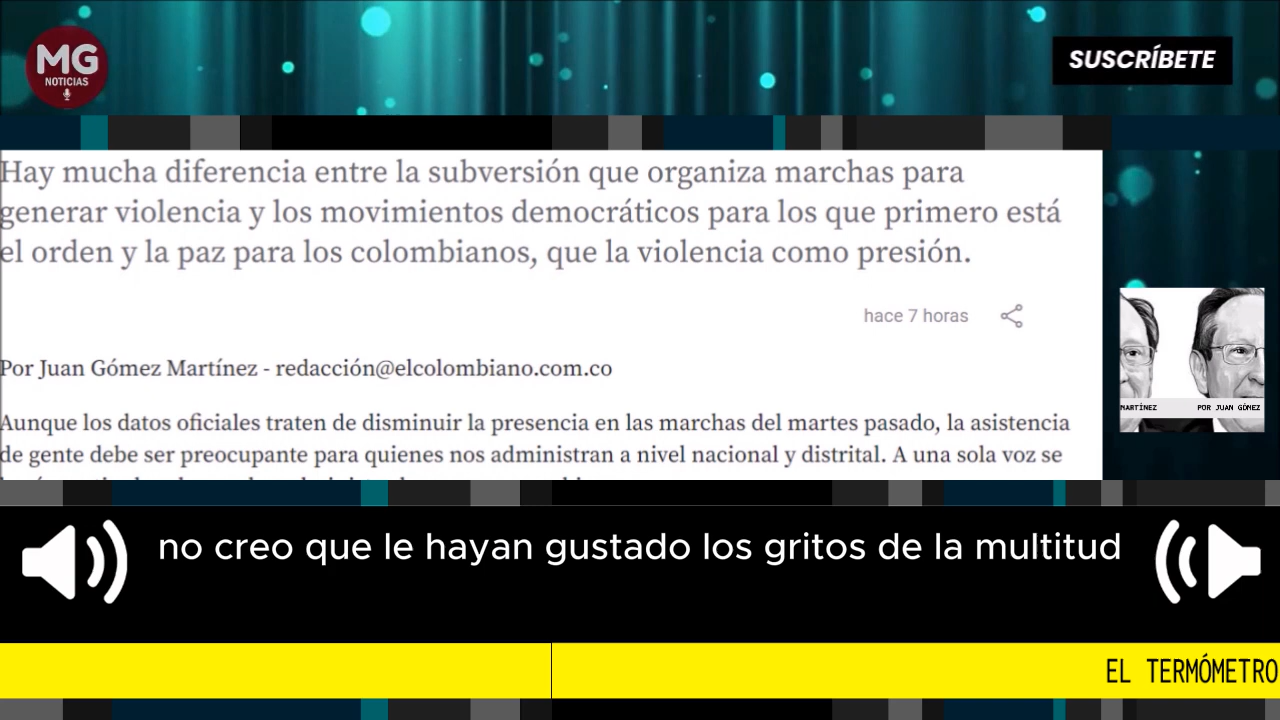 MG
NOTICIAS
SUSCRÍBETE
Hay mucha diferencia entre la subversión que organiza marchas para
generar violencia y los movimientos democráticos para los que primero está
el orden y la paz para los colombianos, que la violencia como presión.
hace 7 horas
Por Juan Gómez Martínez - redacción@elcolombiano.com.co
Aunque los datos oficiales traten de disminuir la presencia en las marchas del martes pasado, la asistencia
de gente debe ser preocupante para quienes nos administran a nivel nacional y distrital. A una sola voz se
MARTÍNEZ POR JUAN GÓMEZ
no creo que le hayan gustado los gritos de la multitud
EL TERMÓMETRO